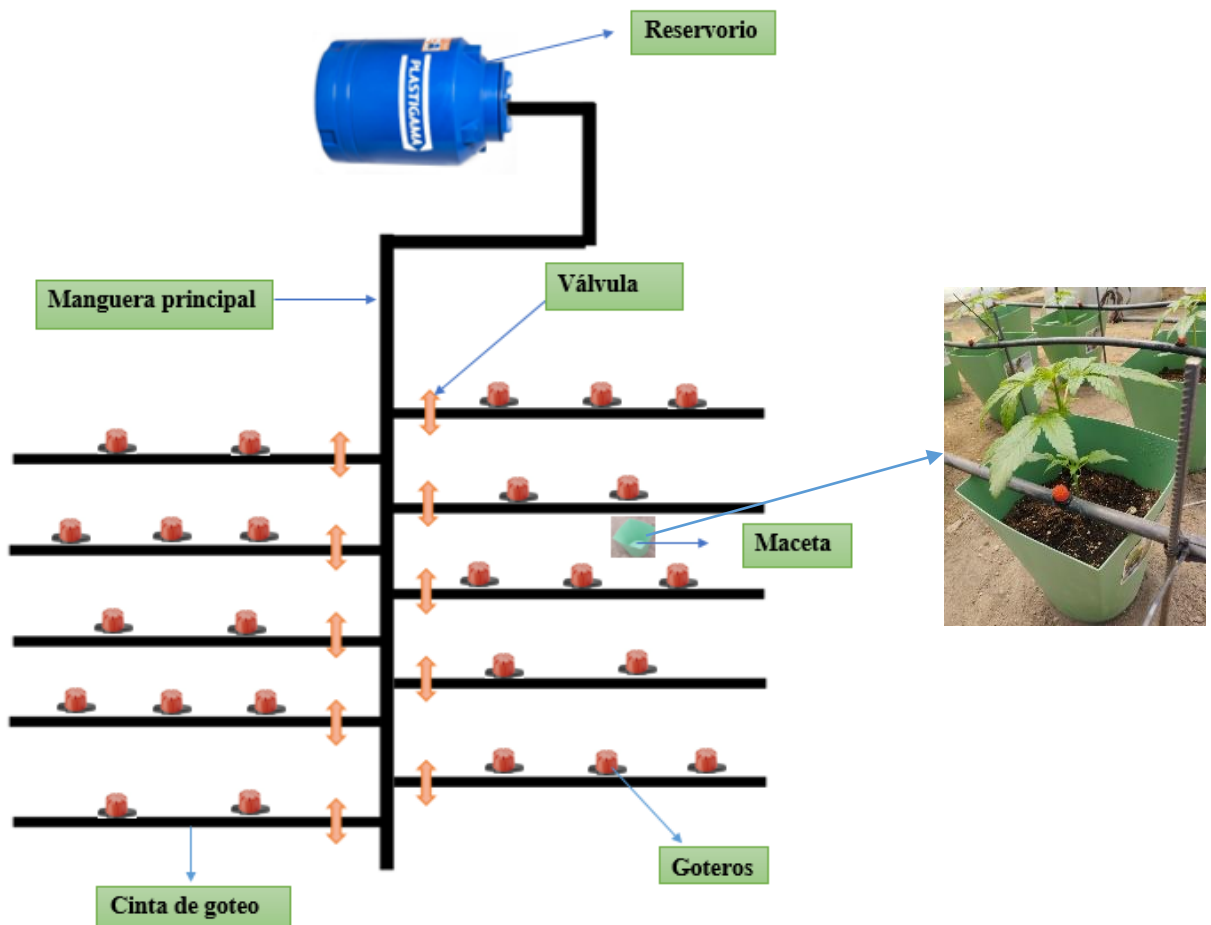 Reservorio
PLASTIGAMA
Manguera principal
Válvula
Maceta
Goteros
Cinta de goteo